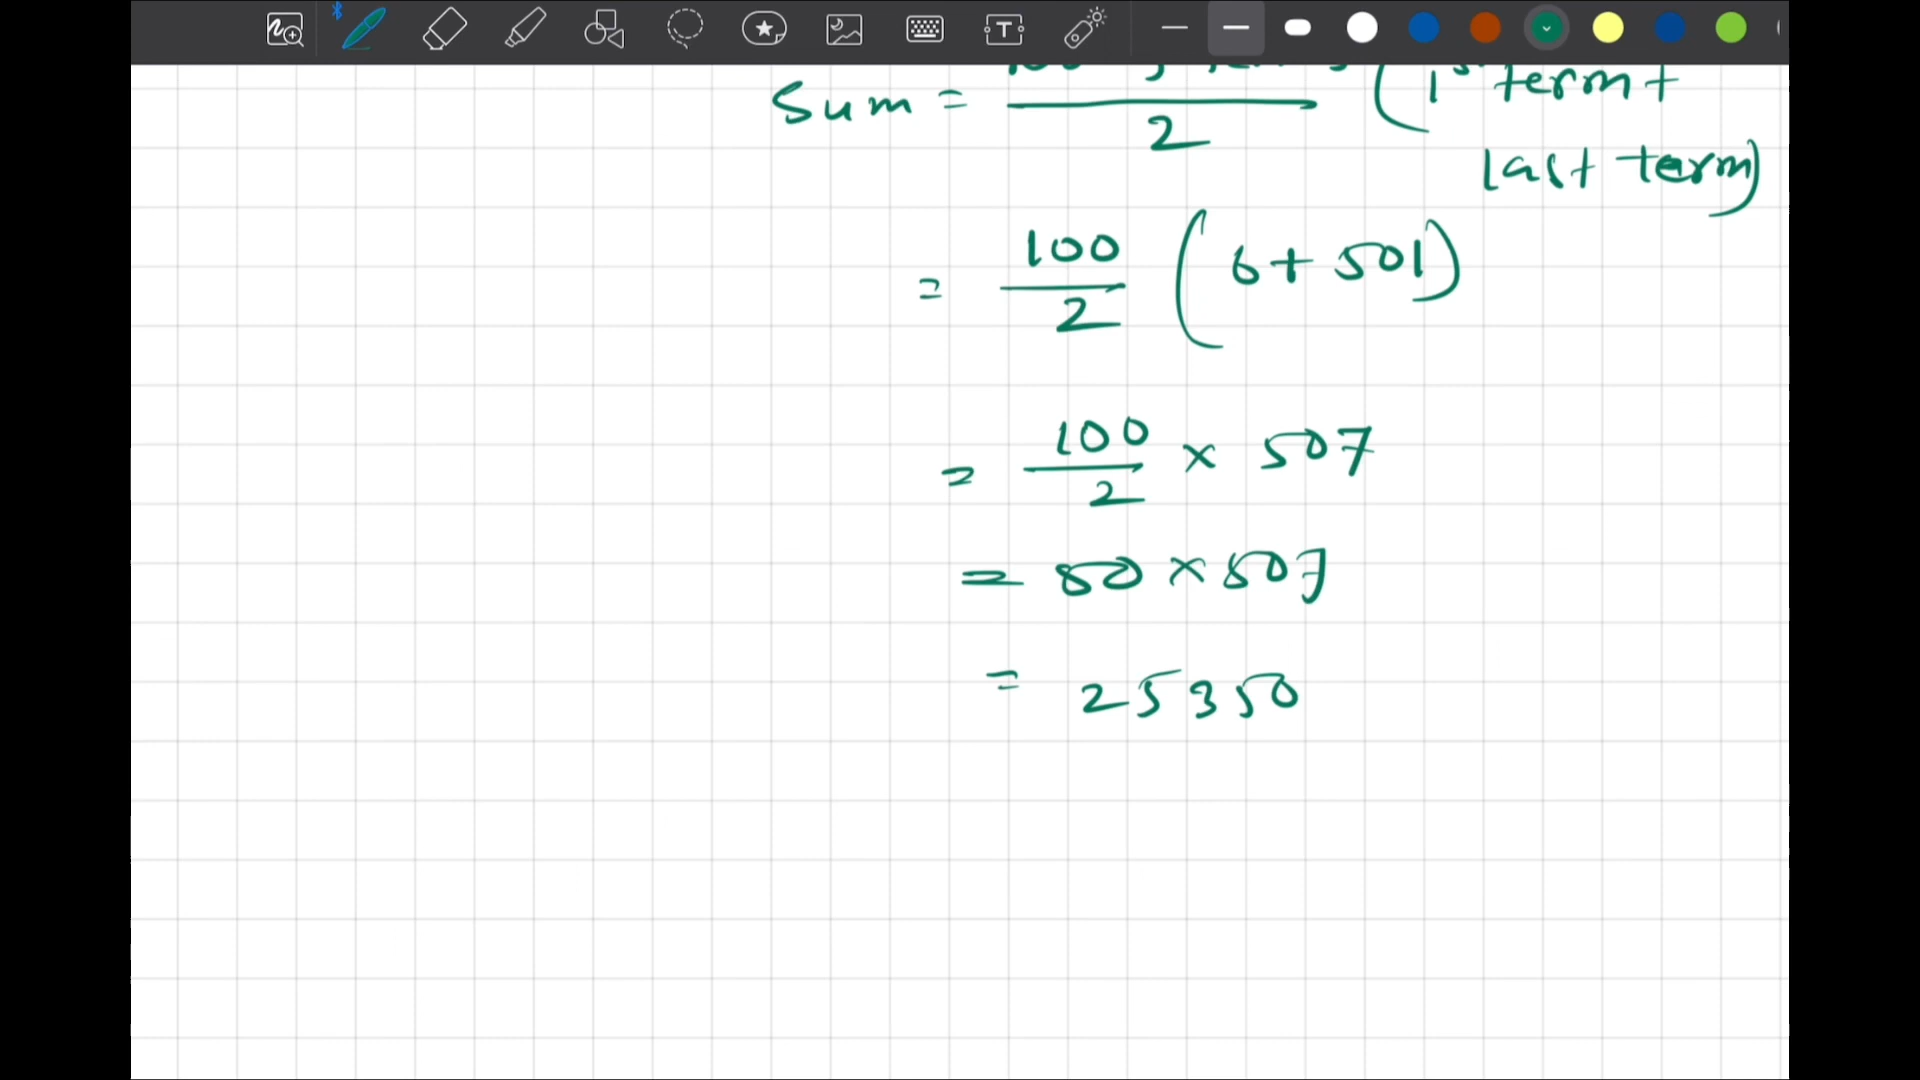 Sum = 2 (1st term +
last term)
= 100/2 (6 + 501)
= 100/2 × 507
= 50 × 507
= 25350